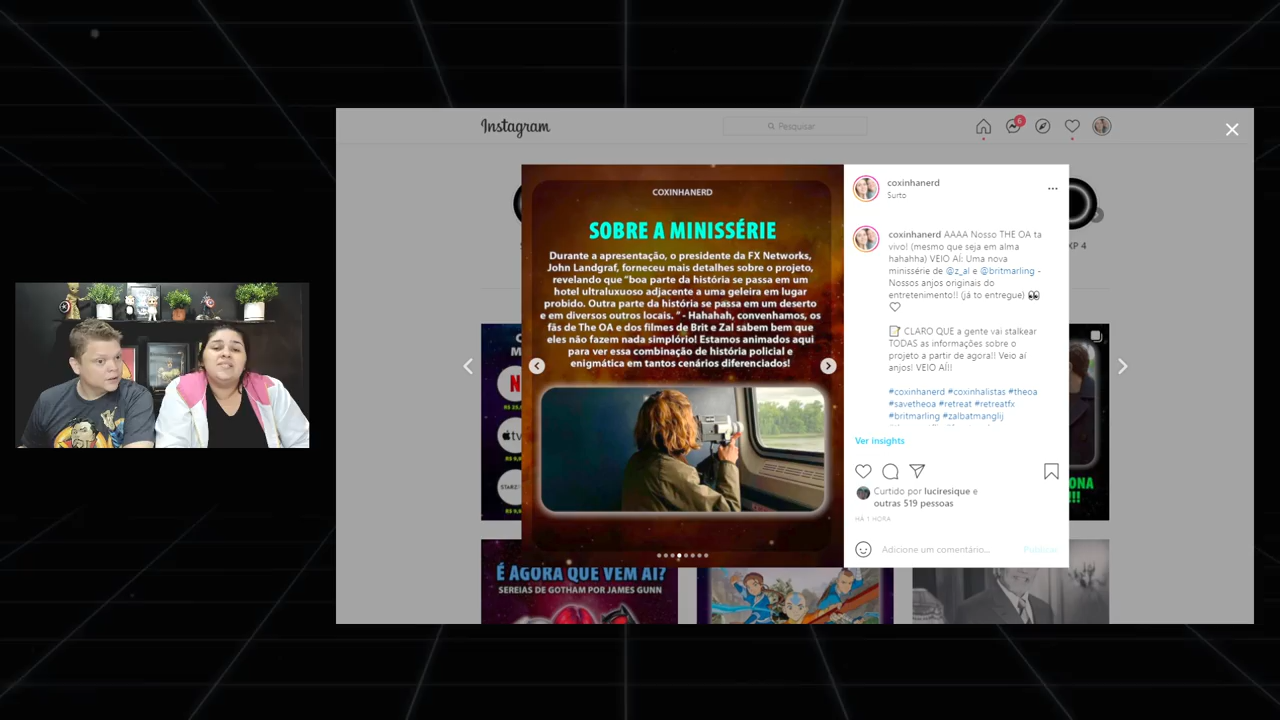 Instagram
Pesquisar
6
COXINHANERD
SOBRE A MINISSÉRIE
Durante a apresentação, o presidente da FX Networks,
John Landgraf, forneceu mais detalhes sobre o projeto,
revelando que "boa parte da história se passa em um
hotel ultraluxuoso adjacente a uma geleira em lugar
probido. Outra parte da história se passa em um deserto
e em diversos outros locais. " - Hahahah, convenhamos, os
fãs de The OA e dos filmes de Brit e Zal sabem bem que
eles não fazem nada simplório! Estamos animados aqui
para ver essa combinação de história policial e
enigmática em tantos cenários diferenciados!
coxinhanerd
Surto
coxinhanerd AAAA Nosso THE OA ta
vivo! (mesmo que seja em alma
hahahha) VEIO AÍ: Uma nova
minissérie de @z_al e @britmarling -
Nossos anjos originais do
entretenimento!! (já to entregue) 👀
♡
📝 CLARO QUE a gente vai stalkear
TODAS as informações sobre o
projeto a partir de agora!! Veio aí
anjos! VEIO AÍ!!
#coxinhanerd #coxinhalistas #theoa
#savetheoa #retreat #retreatfx
#britmarling #zalbatmanglij
Ver insights
Curtido por luciresique e
outras 519 pessoas
HÁ 1 HORA
Adicione um comentário...
Publicar
XP 4
É AGORA QUE VEM AI?
SEREIAS DE GOTHAM POR JAMES GUNN